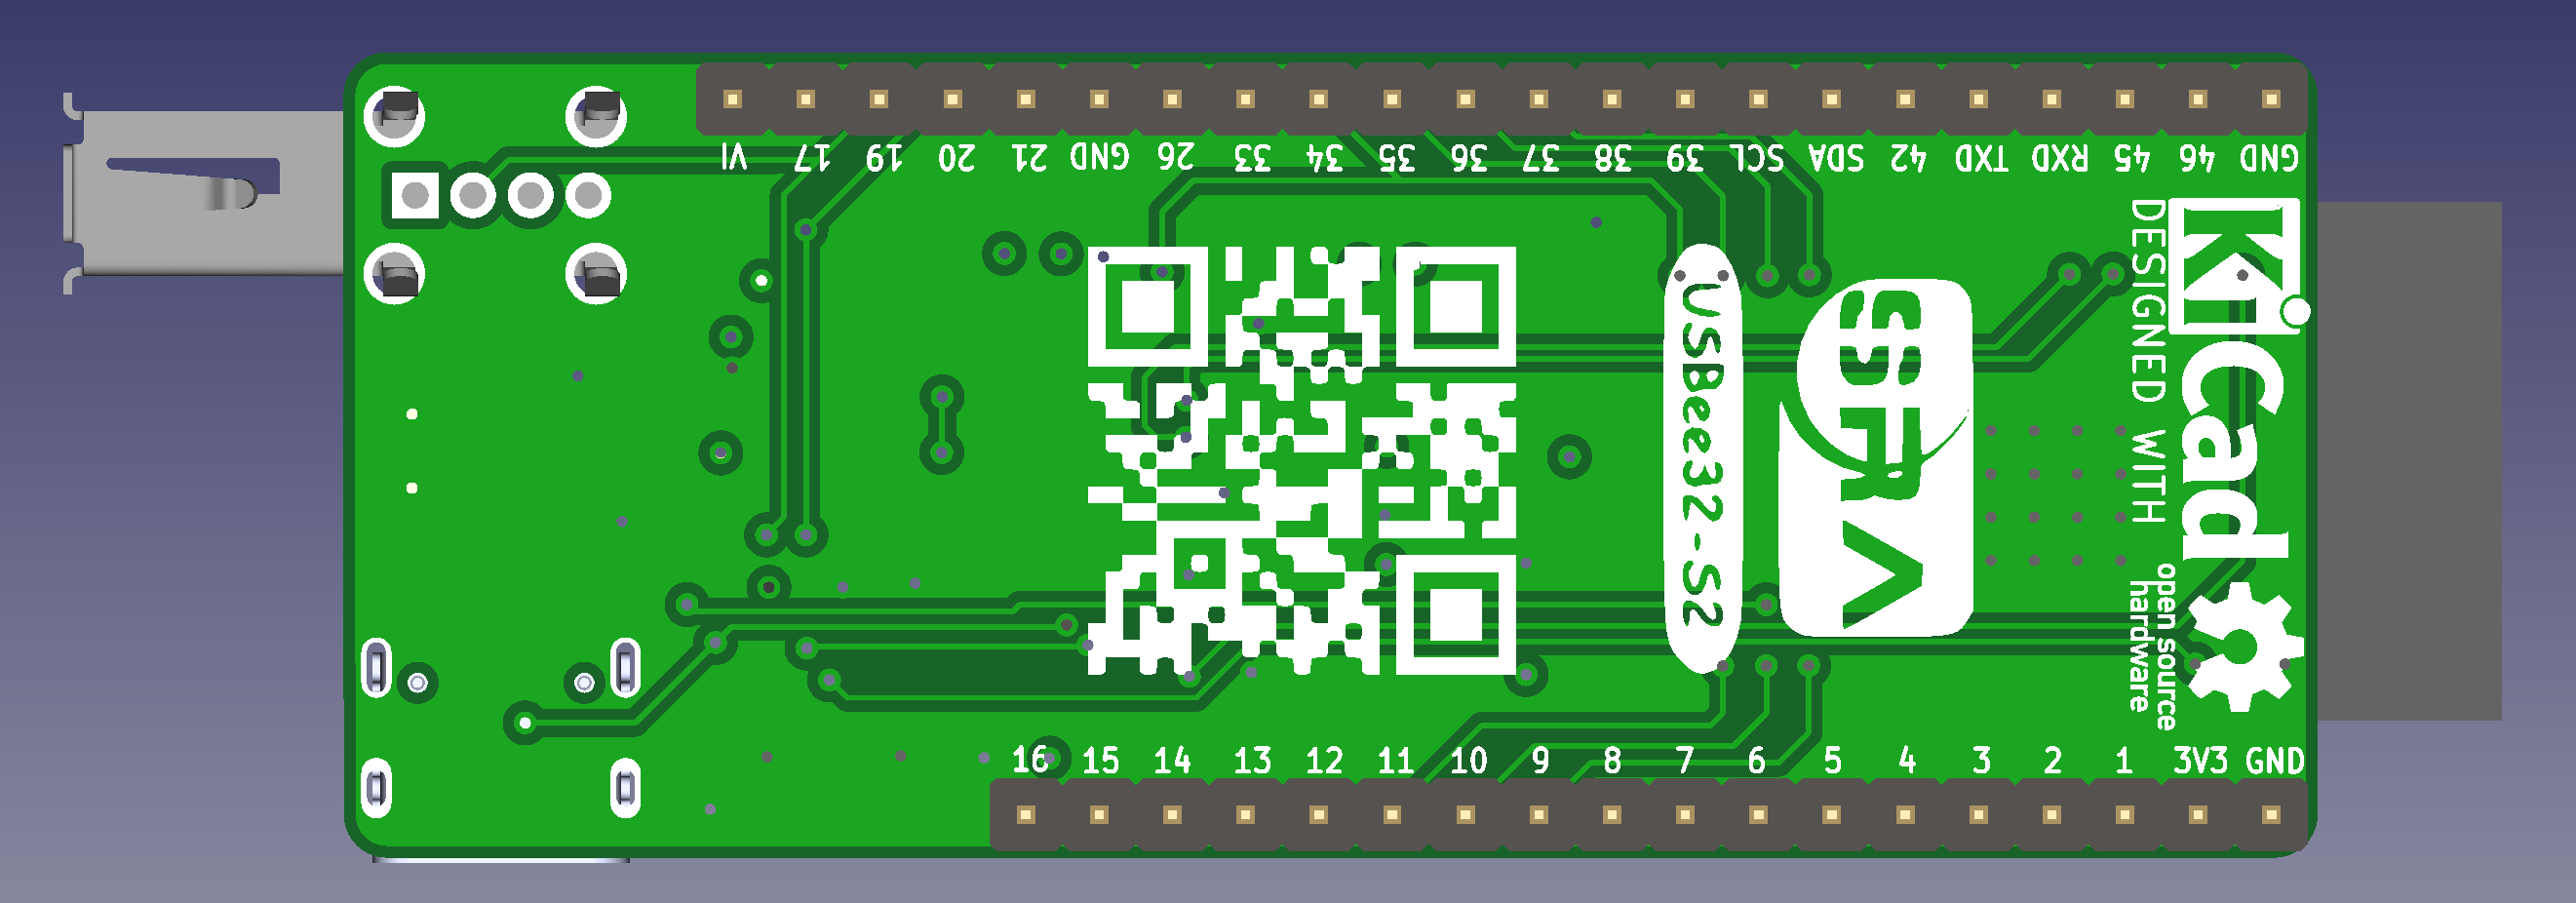 VI 17 19 20 21 GND 26 33 34 35 36 37 38 39 SCL SDA 42 TXD RXD 45 46 GND
USBee32-S2
SRA
DESIGNED WITH
KiCad
open source
hardware
16 15 14 13 12 11 10 9 8 7 6 5 4 3 2 1 3V3 GND